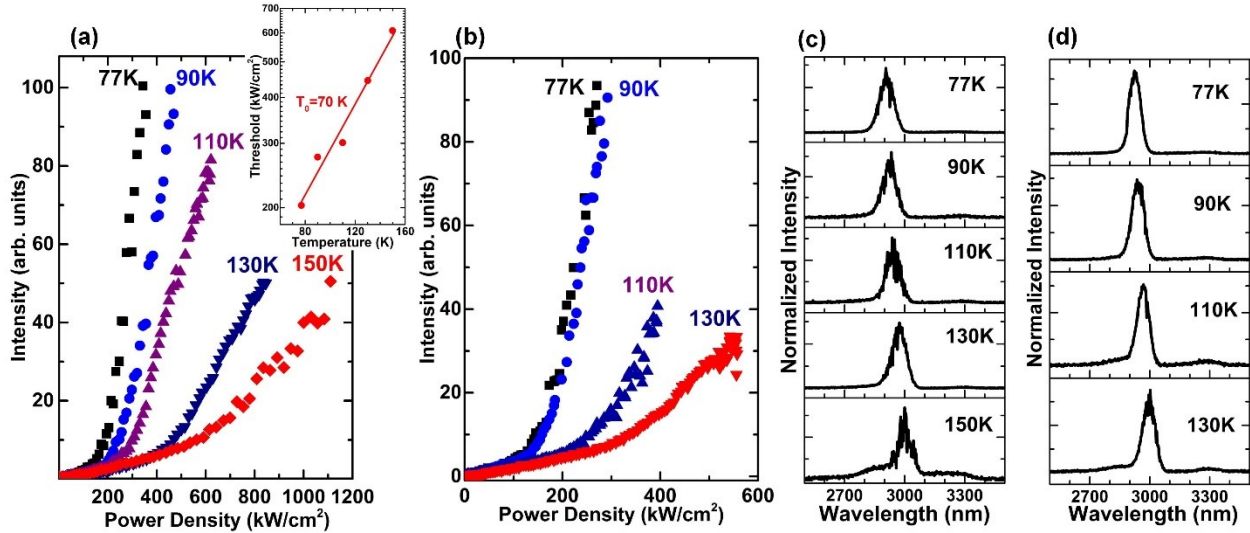 (a)
77K
90K
110K
130K
150K
100
80
60
40
20
200
400
600
800
1000
1200
Intensity (arb. units)
Power Density (kW/cm²)
700
600
500
400
300
200
80
120
160
T₀=70 K
Threshold (kW/cm²)
Temperature (K)
(b)
77K
90K
110K
130K
100
80
60
40
20
0
0
200
400
600
Intensity (arb. units)
Power Density (kW/cm²)
(c)
77K
90K
110K
130K
150K
Normalized Intensity
2700
3000
3300
Wavelength (nm)
(d)
77K
90K
110K
130K
Normalized Intensity
2700
3000
3300
Wavelength (nm)